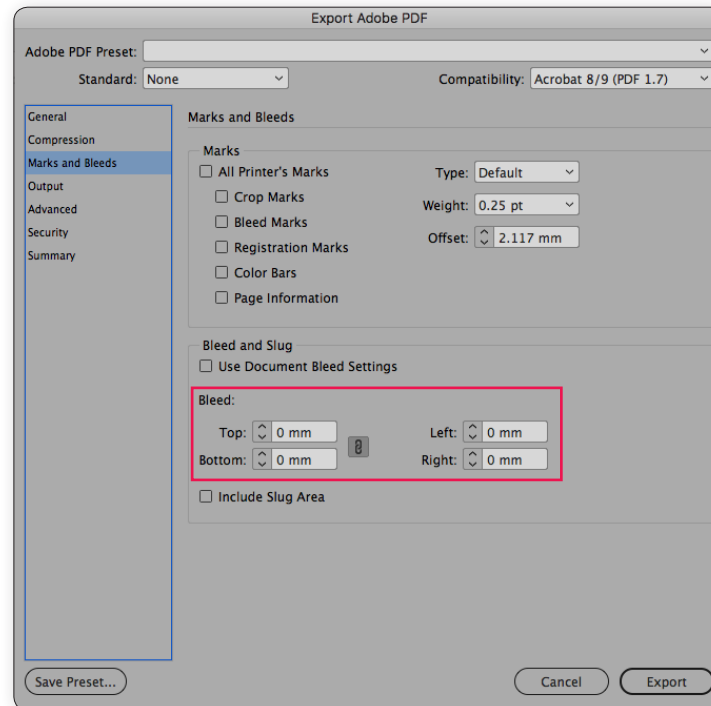 Export Adobe PDF
Adobe PDF Preset:
Standard: None Compatibility: Acrobat 8/9 (PDF 1.7)
General
Compression
Marks and Bleeds
Output
Advanced
Security
Summary
Marks and Bleeds
Marks
All Printer's Marks
Crop Marks
Bleed Marks
Registration Marks
Color Bars
Page Information
Type: Default
Weight: 0.25 pt
Offset: 2.117 mm
Bleed and Slug
Use Document Bleed Settings
Bleed:
Top: 0 mm Left: 0 mm
Bottom: 0 mm Right: 0 mm
Include Slug Area
Save Preset... Cancel Export